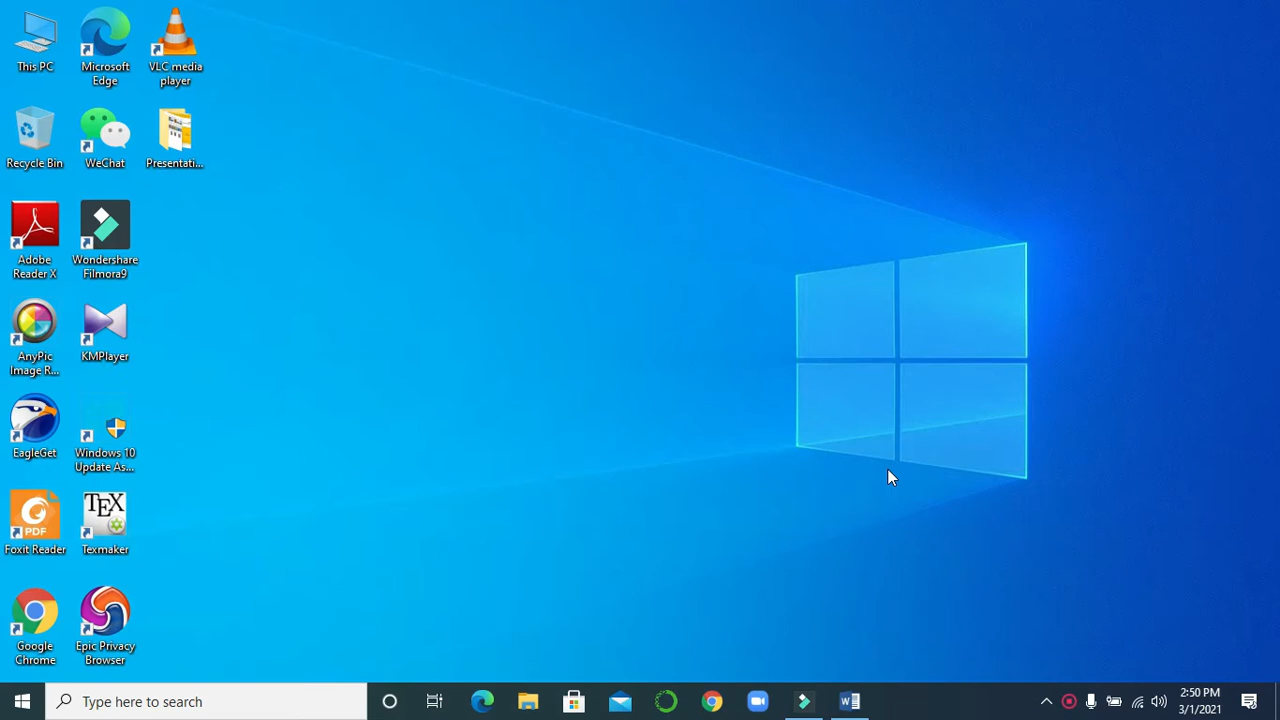 This PC
Microsoft
Edge
VLC media
player
Recycle Bin
WeChat
Presentati...
Adobe
Reader X
Wondershare
Filmora9
AnyPic
Image R...
KMPlayer
EagleGet
Windows 10
Update As...
PDF
Foxit Reader
TEX
Texmaker
Google
Chrome
Epic Privacy
Browser
Type here to search
W
2:50 PM
3/1/2021